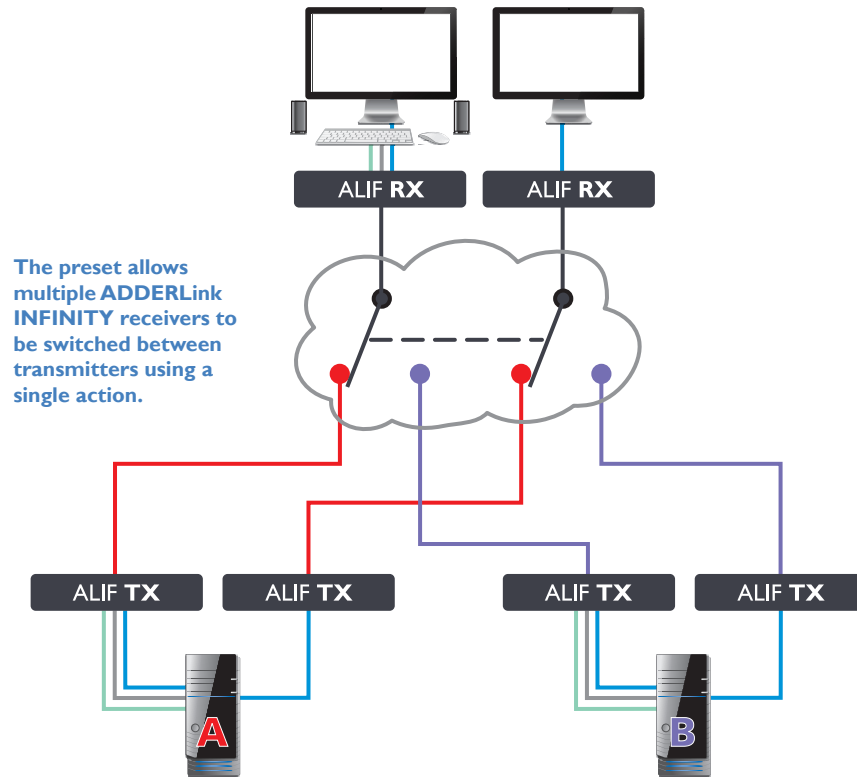 ALIF RX
ALIF RX
The preset allows
multiple ADDERLink
INFINITY receivers to
be switched between
transmitters using a
single action.
ALIF TX
ALIF TX
ALIF TX
ALIF TX
A
B